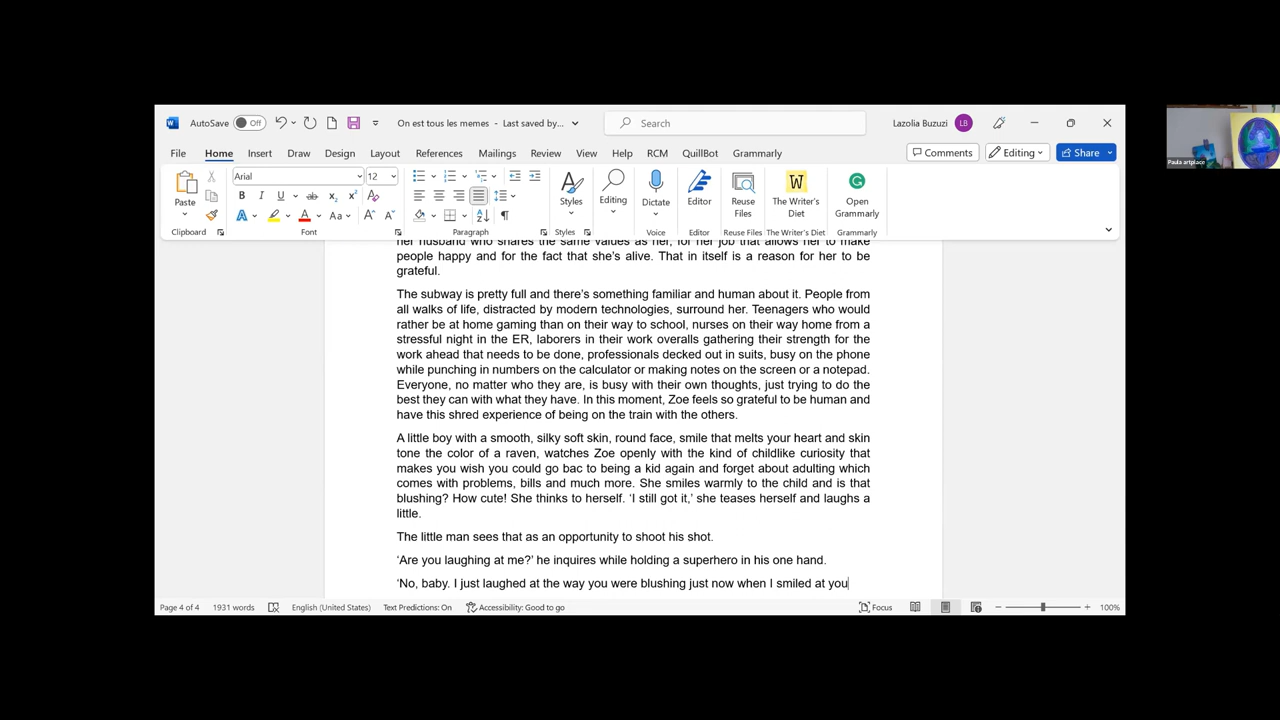 AutoSave Off On est tous les memes - Last saved by... Search Lazolia Buzuzi LB
File Home Insert Draw Design Layout References Mailings Review View Help RCM QuillBot Grammarly Comments Editing Share
Arial 12
Paste Styles Editing Dictate Editor Reuse Files The Writer's Diet Open Grammarly
Clipboard Font Paragraph Styles Voice Editor Reuse Files The Writer's Diet Grammarly
Paula artplace
her husband who shares the same values as her, for her job that allows her to make
people happy and for the fact that she's alive. That in itself is a reason for her to be
grateful.
The subway is pretty full and there's something familiar and human about it. People from
all walks of life, distracted by modern technologies, surround her. Teenagers who would
rather be at home gaming than on their way to school, nurses on their way home from a
stressful night in the ER, laborers in their work overalls gathering their strength for the
work ahead that needs to be done, professionals decked out in suits, busy on the phone
while punching in numbers on the calculator or making notes on the screen or a notepad.
Everyone, no matter who they are, is busy with their own thoughts, just trying to do the
best they can with what they have. In this moment, Zoe feels so grateful to be human and
have this shred experience of being on the train with the others.
A little boy with a smooth, silky soft skin, round face, smile that melts your heart and skin
tone the color of a raven, watches Zoe openly with the kind of childlike curiosity that
makes you wish you could go bac to being a kid again and forget about adulting which
comes with problems, bills and much more. She smiles warmly to the child and is that
blushing? How cute! She thinks to herself. ‘I still got it,’ she teases herself and laughs a
little.
The little man sees that as an opportunity to shoot his shot.
‘Are you laughing at me?’ he inquires while holding a superhero in his one hand.
‘No, baby. I just laughed at the way you were blushing just now when I smiled at you
Page 4 of 4 1931 words English (United States) Text Predictions: On Accessibility: Good to go Focus 100%